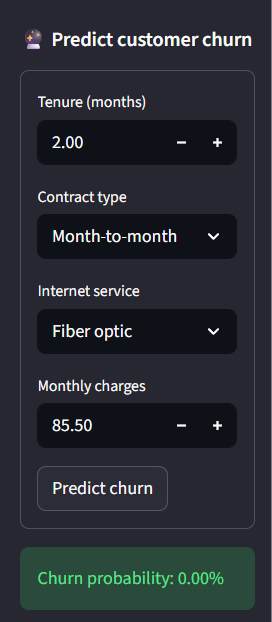 🔮 Predict customer churn
Tenure (months)
2.00 − +
Contract type
Month-to-month
Internet service
Fiber optic
Monthly charges
85.50 − +
Predict churn
Churn probability: 0.00%